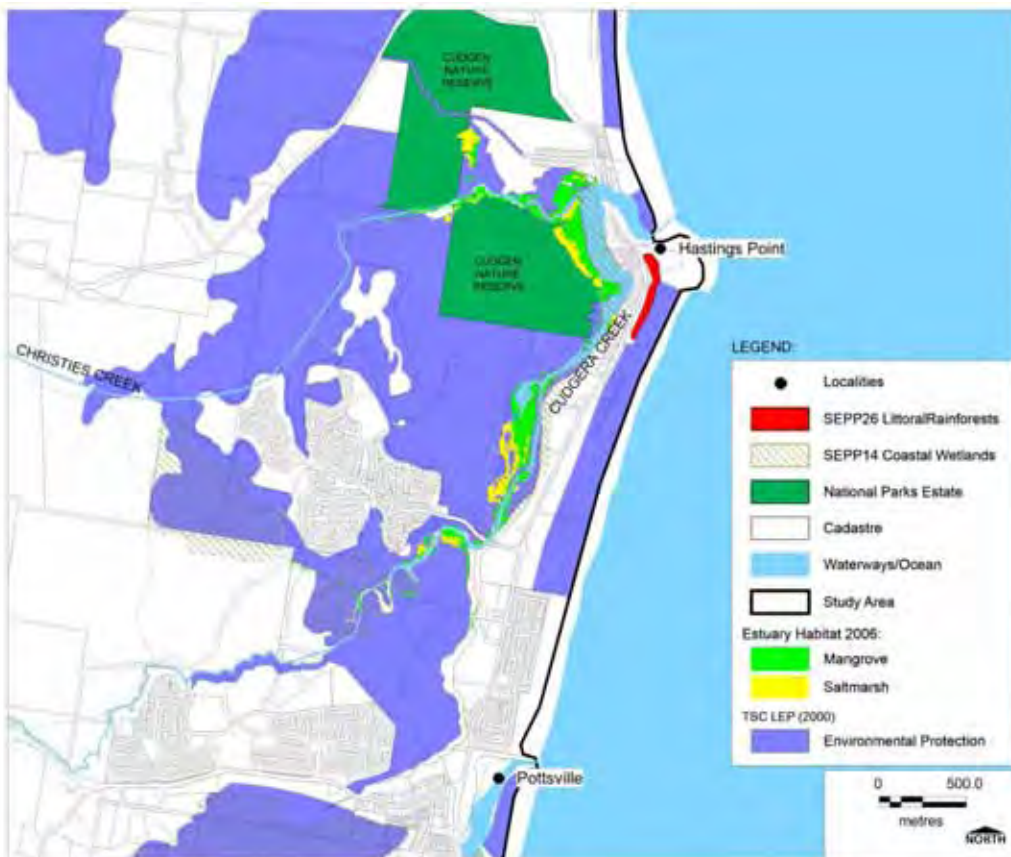 CUDGEN
NATURE
RESERVE
Hastings Point
CUDGEN
NATURE
RESERVE
CUDGERA CREEK
CHRISTIES CREEK
LEGEND:
Localities
SEPP26 LittoralRainforests
SEPP14 Coastal Wetlands
National Parks Estate
Cadastre
Waterways/Ocean
Study Area
Estuary Habitat 2006:
Mangrove
Saltmarsh
TSC LEP (2000)
Environmental Protection
Pottsville
0 500.0
metres
NORTH